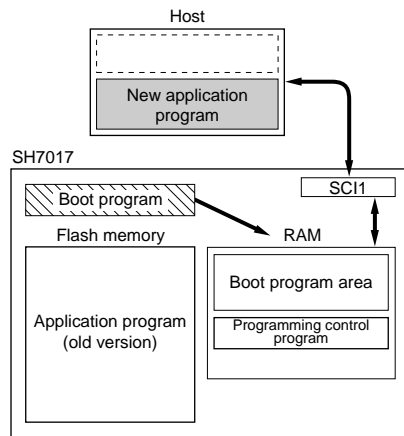 Host
New application
program
SH7017
SCI1
Boot program
Flash memory
RAM
Boot program area
Application program
(old version)
Programming control
program